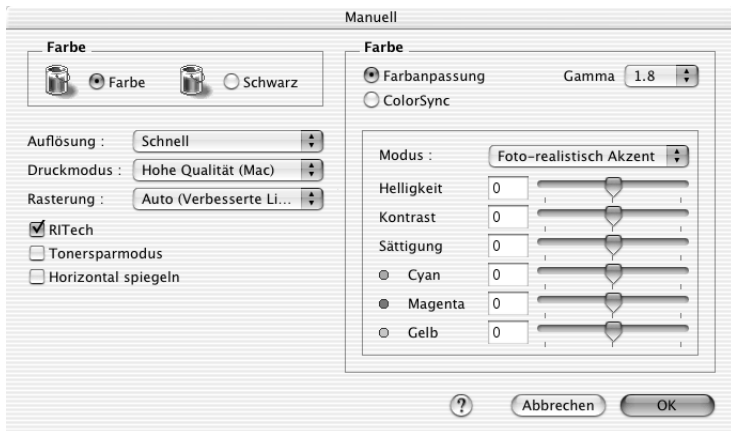 Manuell
Farbe
Farbe
Schwarz
Auflösung :
Schnell
Druckmodus :
Hohe Qualität (Mac)
Rasterung :
Auto (Verbesserte Li...
RITech
Tonersparmodus
Horizontal spiegeln
Farbe
Farbanpassung
Gamma
1.8
ColorSync
Modus :
Foto-realistisch Akzent
Helligkeit
0
Kontrast
0
Sättigung
0
Cyan
0
Magenta
0
Gelb
0
?
Abbrechen
OK